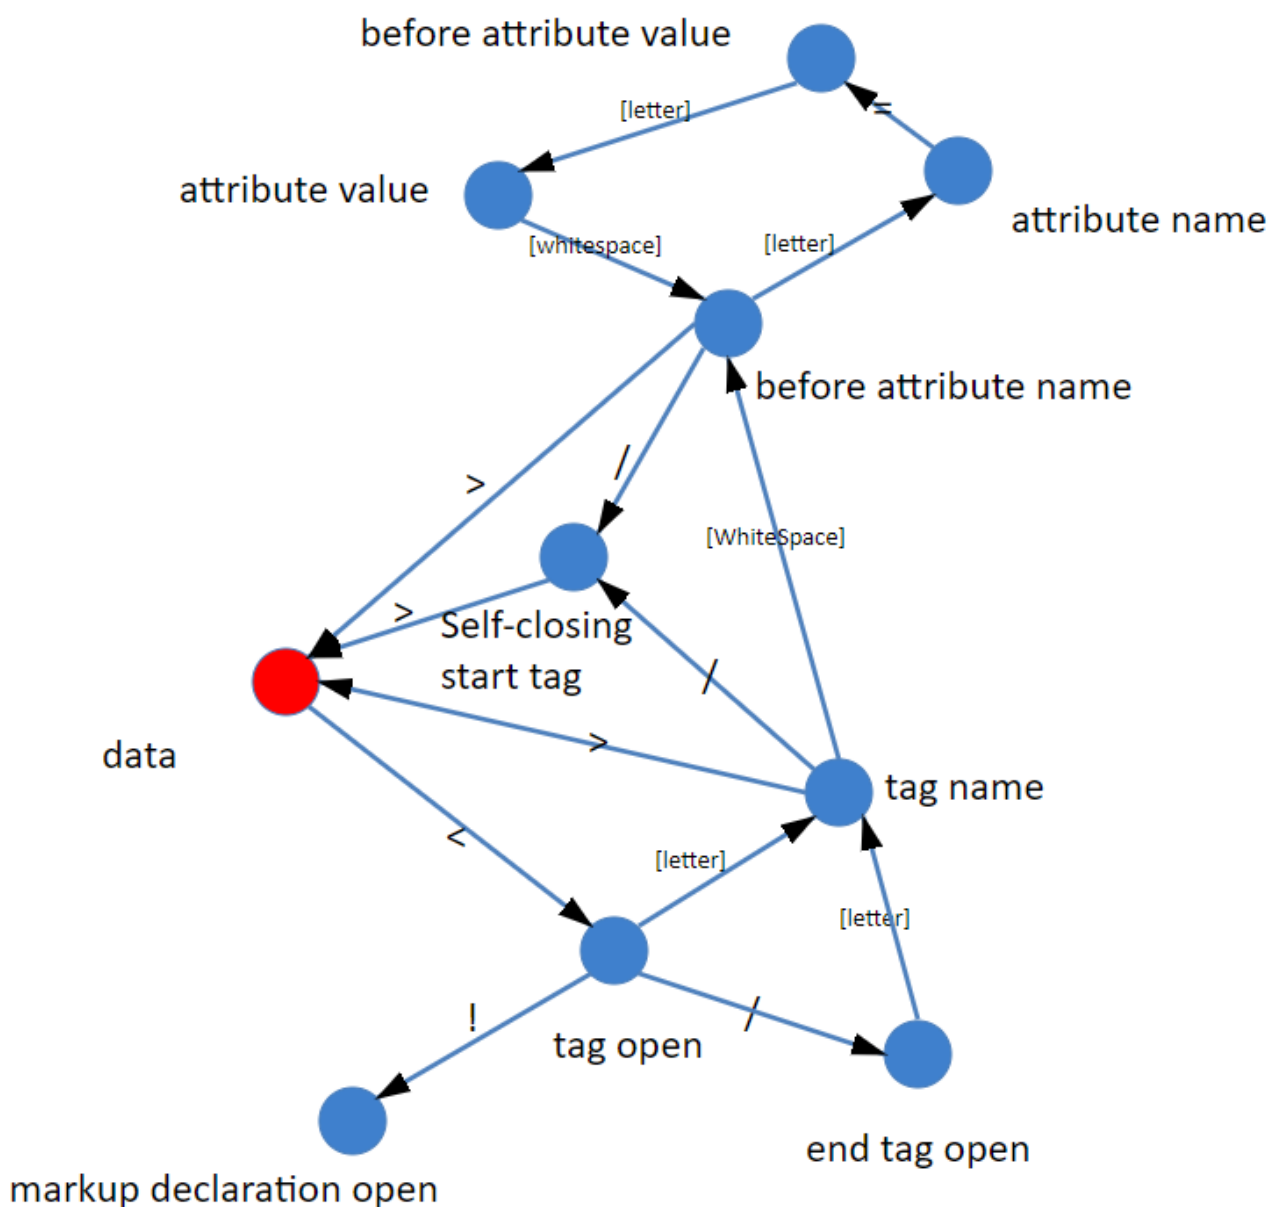 before attribute value
=
[letter]
attribute value
attribute name
[whitespace]
[letter]
before attribute name
/
>
[WhiteSpace]
>
Self-closing
start tag
/
>
data
tag name
<
[letter]
[letter]
!
/
tag open
end tag open
markup declaration open